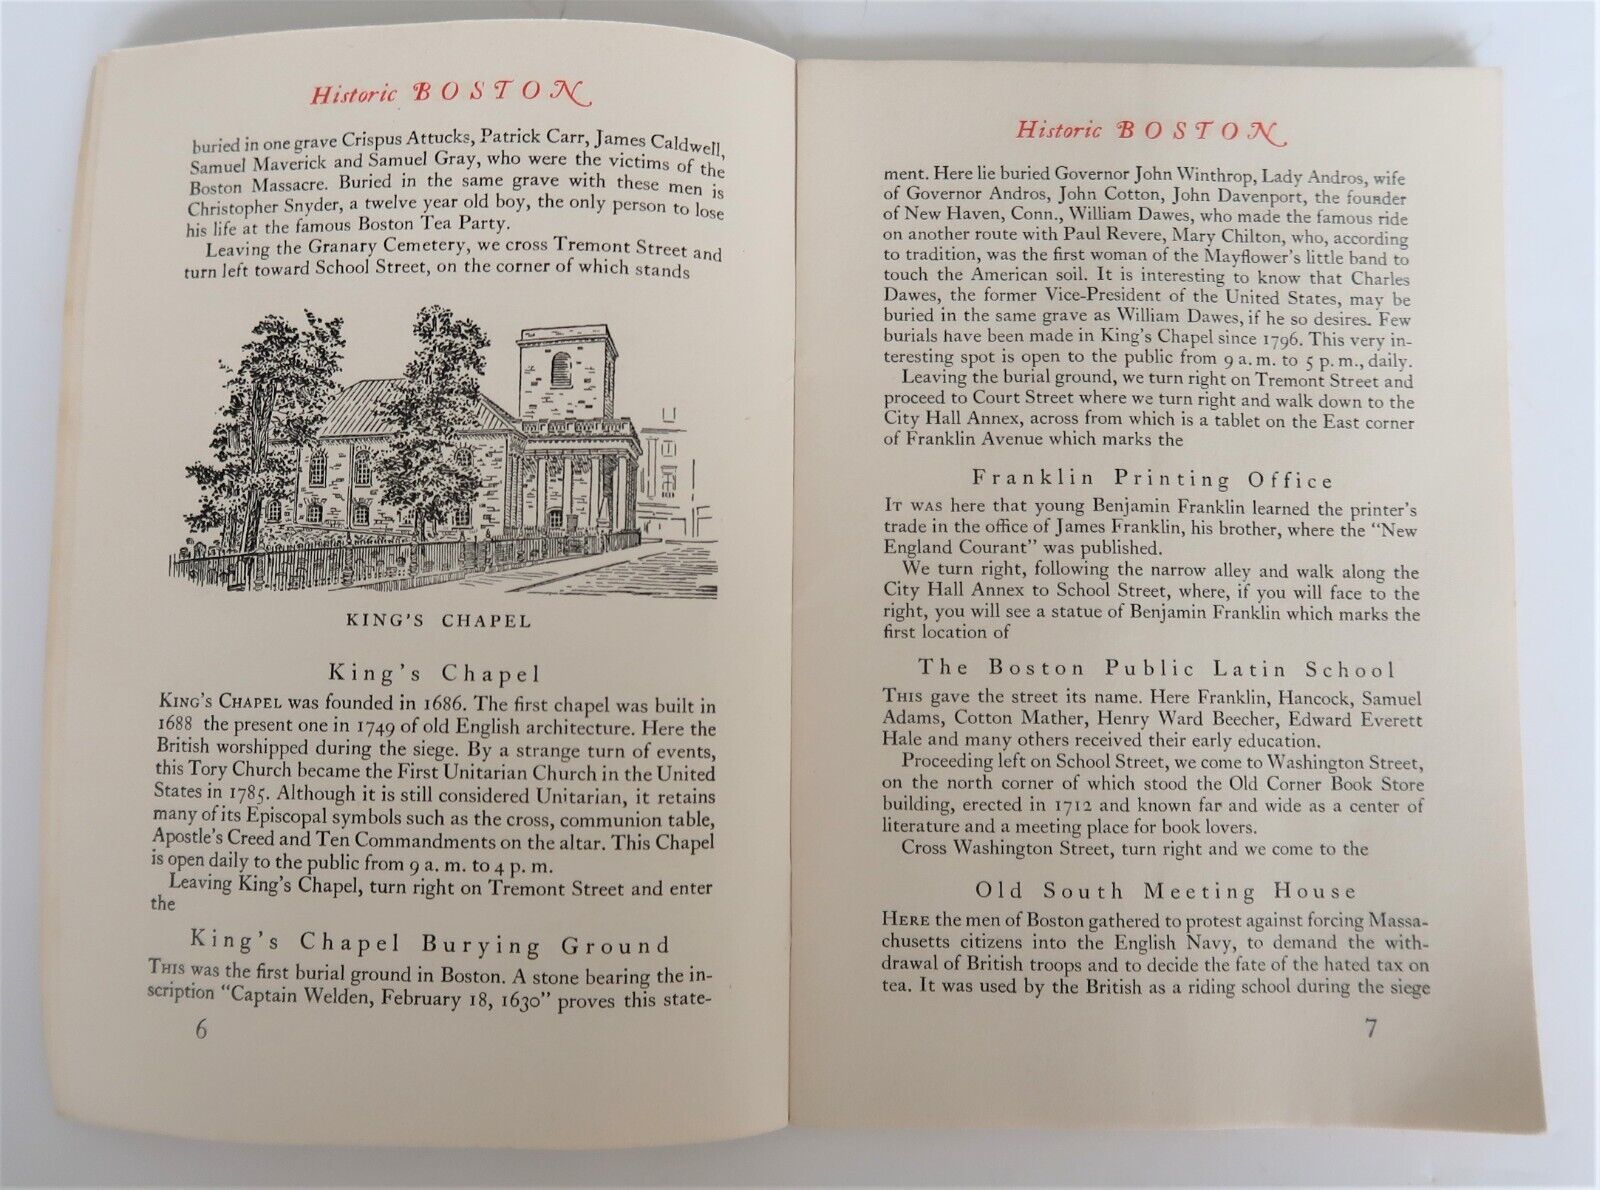 Historic BOSTON
buried in one grave Crispus Attucks, Patrick Carr, James Caldwell,
Samuel Maverick and Samuel Gray, who were the victims of the
Boston Massacre. Buried in the same grave with these men is
Christopher Snyder, a twelve year old boy, the only person to lose
his life at the famous Boston Tea Party.
Leaving the Granary Cemetery, we cross Tremont Street and
turn left toward School Street, on the corner of which stands
KING'S CHAPEL
King's Chapel
KING'S CHAPEL was founded in 1686. The first chapel was built in
1688 the present one in 1749 of old English architecture. Here the
British worshipped during the siege. By a strange turn of events,
this Tory Church became the First Unitarian Church in the United
States in 1785. Although it is still considered Unitarian, it retains
many of its Episcopal symbols such as the cross, communion table,
Apostle's Creed and Ten Commandments on the altar. This Chapel
is open daily to the public from 9 a. m. to 4 p. m.
Leaving King's Chapel, turn right on Tremont Street and enter
the
King's Chapel Burying Ground
THIS was the first burial ground in Boston. A stone bearing the in-
scription "Captain Welden, February 18, 1630" proves this state-
6
Historic BOSTON
ment. Here lie buried Governor John Winthrop, Lady Andros, wife
of Governor Andros, John Cotton, John Davenport, the founder
of New Haven, Conn., William Dawes, who made the famous ride
on another route with Paul Revere, Mary Chilton, who, according
to tradition, was the first woman of the Mayflower's little band to
touch the American soil. It is interesting to know that Charles
Dawes, the former Vice-President of the United States, may be
buried in the same grave as William Dawes, if he so desires. Few
burials have been made in King's Chapel since 1796. This very in-
teresting spot is open to the public from 9 a. m. to 5 p. m., daily.
Leaving the burial ground, we turn right on Tremont Street and
proceed to Court Street where we turn right and walk down to the
City Hall Annex, across from which is a tablet on the East corner
of Franklin Avenue which marks the
Franklin Printing Office
IT WAS here that young Benjamin Franklin learned the printer's
trade in the office of James Franklin, his brother, where the "New
England Courant" was published.
We turn right, following the narrow alley and walk along the
City Hall Annex to School Street, where, if you will face to the
right, you will see a statue of Benjamin Franklin which marks the
first location of
The Boston Public Latin School
THIS gave the street its name. Here Franklin, Hancock, Samuel
Adams, Cotton Mather, Henry Ward Beecher, Edward Everett
Hale and many others received their early education.
Proceeding left on School Street, we come to Washington Street,
on the north corner of which stood the Old Corner Book Store
building, erected in 1712 and known far and wide as a center of
literature and a meeting place for book lovers.
Cross Washington Street, turn right and we come to the
Old South Meeting House
HERE the men of Boston gathered to protest against forcing Massa-
chusetts citizens into the English Navy, to demand the with-
drawal of British troops and to decide the fate of the hated tax on
tea. It was used by the British as a riding school during the siege
7